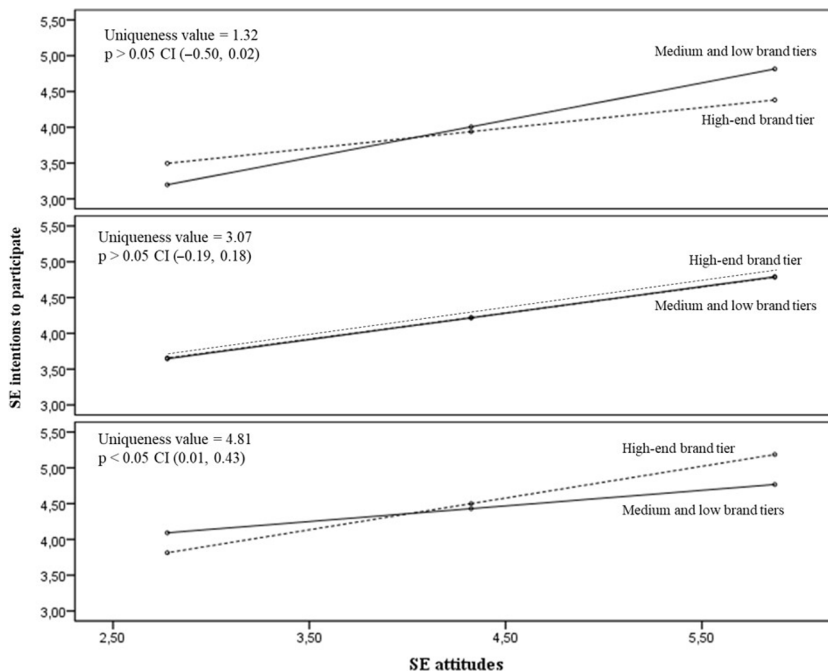 5,50
Uniqueness value = 1.32
p > 0.05 CI (−0.50, 0.02)
5,00
Medium and low brand tiers
4,50
High-end brand tier
4,00
3,50
3,00
5,50
Uniqueness value = 3.07
p > 0.05 CI (−0.19, 0.18)
5,00
High-end brand tier
4,50
Medium and low brand tiers
4,00
3,50
3,00
5,50
Uniqueness value = 4.81
p < 0.05 CI (0.01, 0.43)
5,00
High-end brand tier
4,50
Medium and low brand tiers
4,00
3,50
3,00
SE intentions to participate
2,50 3,50 4,50 5,50
SE attitudes